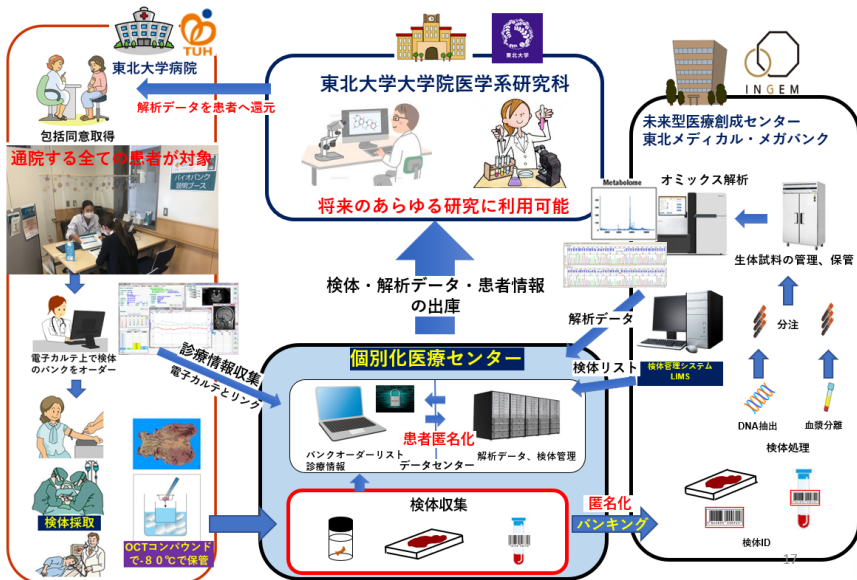 TUH
東北大学病院
解析データを患者へ還元
包括同意取得
通院する全ての患者が対象
バイオバンク
説明ブース
電子カルテ上で検体
のバンクをオーダー
検体採取
OCTコンパウンド
で-８０℃で保管
診療情報収集
電子カルテとリンク
東北大学
東北大学大学院医学系研究科
将来のあらゆる研究に利用可能
検体・解析データ・患者情報
の出庫
個別化医療センター
患者匿名化
バンクオーダーリスト
診療情報
データセンター
解析データ、検体管理
検体収集
匿名化
バンキング
INGEM
未来型医療創成センター
東北メディカル・メガバンク
オミックス解析
Metabolome
生体試料の管理、保管
解析データ
分注
検体リスト
検体管理システム
LIMS
DNA抽出
血漿分離
検体処理
検体ID
17